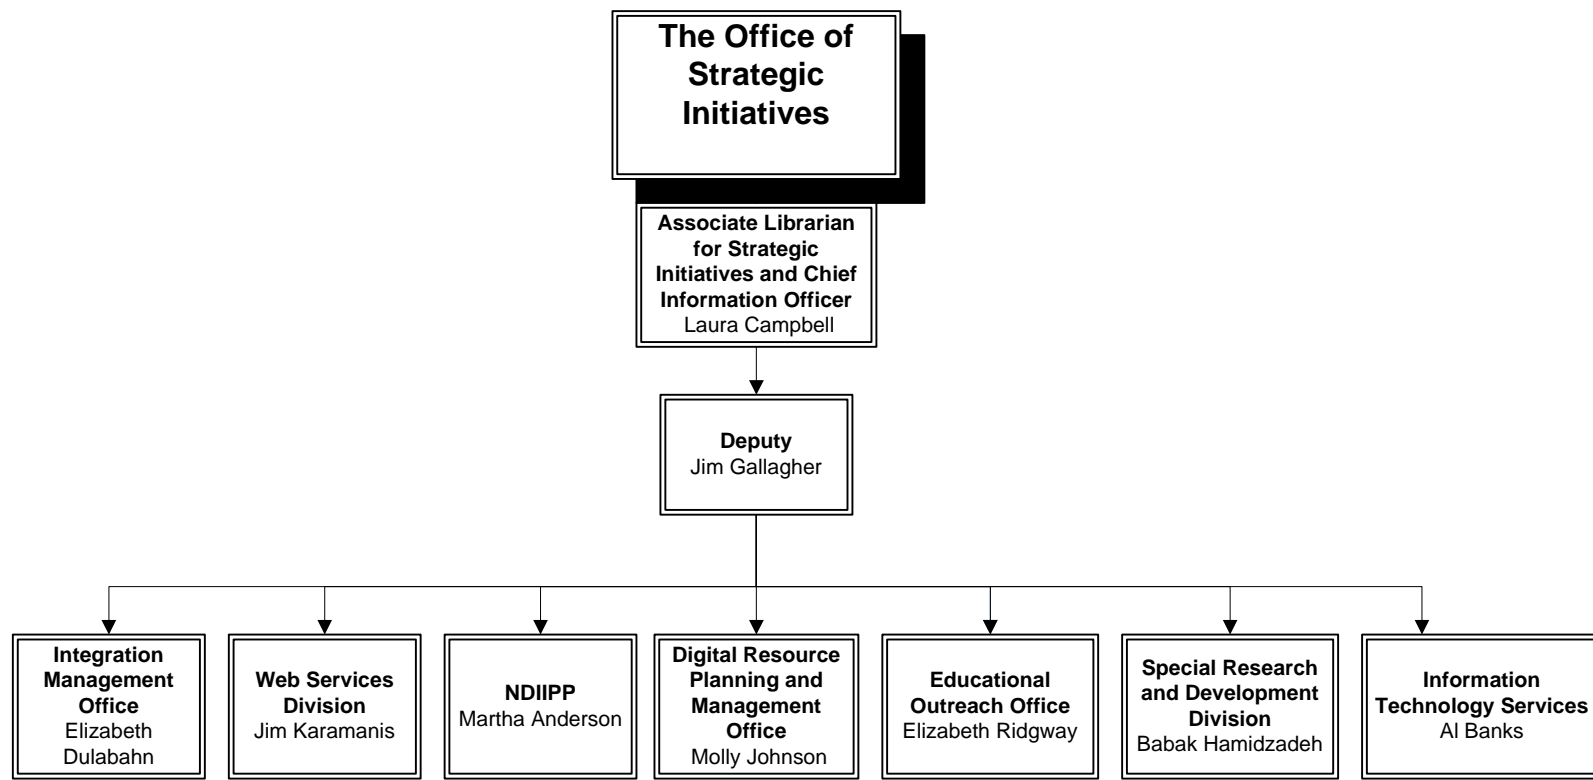 The Office of
Strategic
Initiatives
Associate Librarian
for Strategic
Initiatives and Chief
Information Officer
Laura Campbell
Deputy
Jim Gallagher
Integration
Management
Office
Elizabeth
Dulabahn
Web Services
Division
Jim Karamanis
NDIIPP
Martha Anderson
Digital Resource
Planning and
Management
Office
Molly Johnson
Educational
Outreach Office
Elizabeth Ridgway
Special Research
and Development
Division
Babak Hamidzadeh
Information
Technology Services
Al Banks